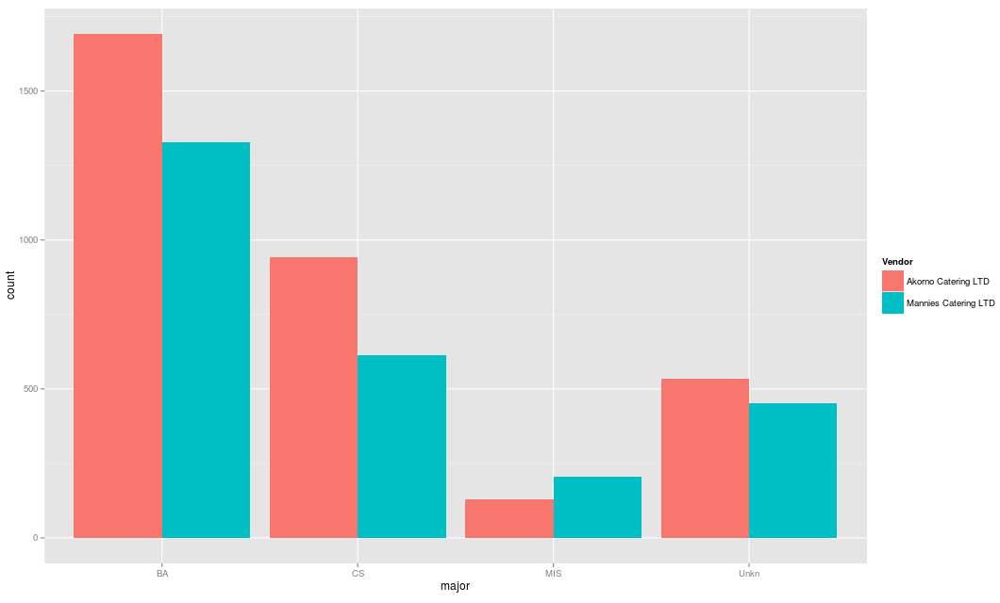 count
1500
1000
500
0
BA CS MIS Unkn
major
Vendor
Akorno Catering LTD
Mannies Catering LTD